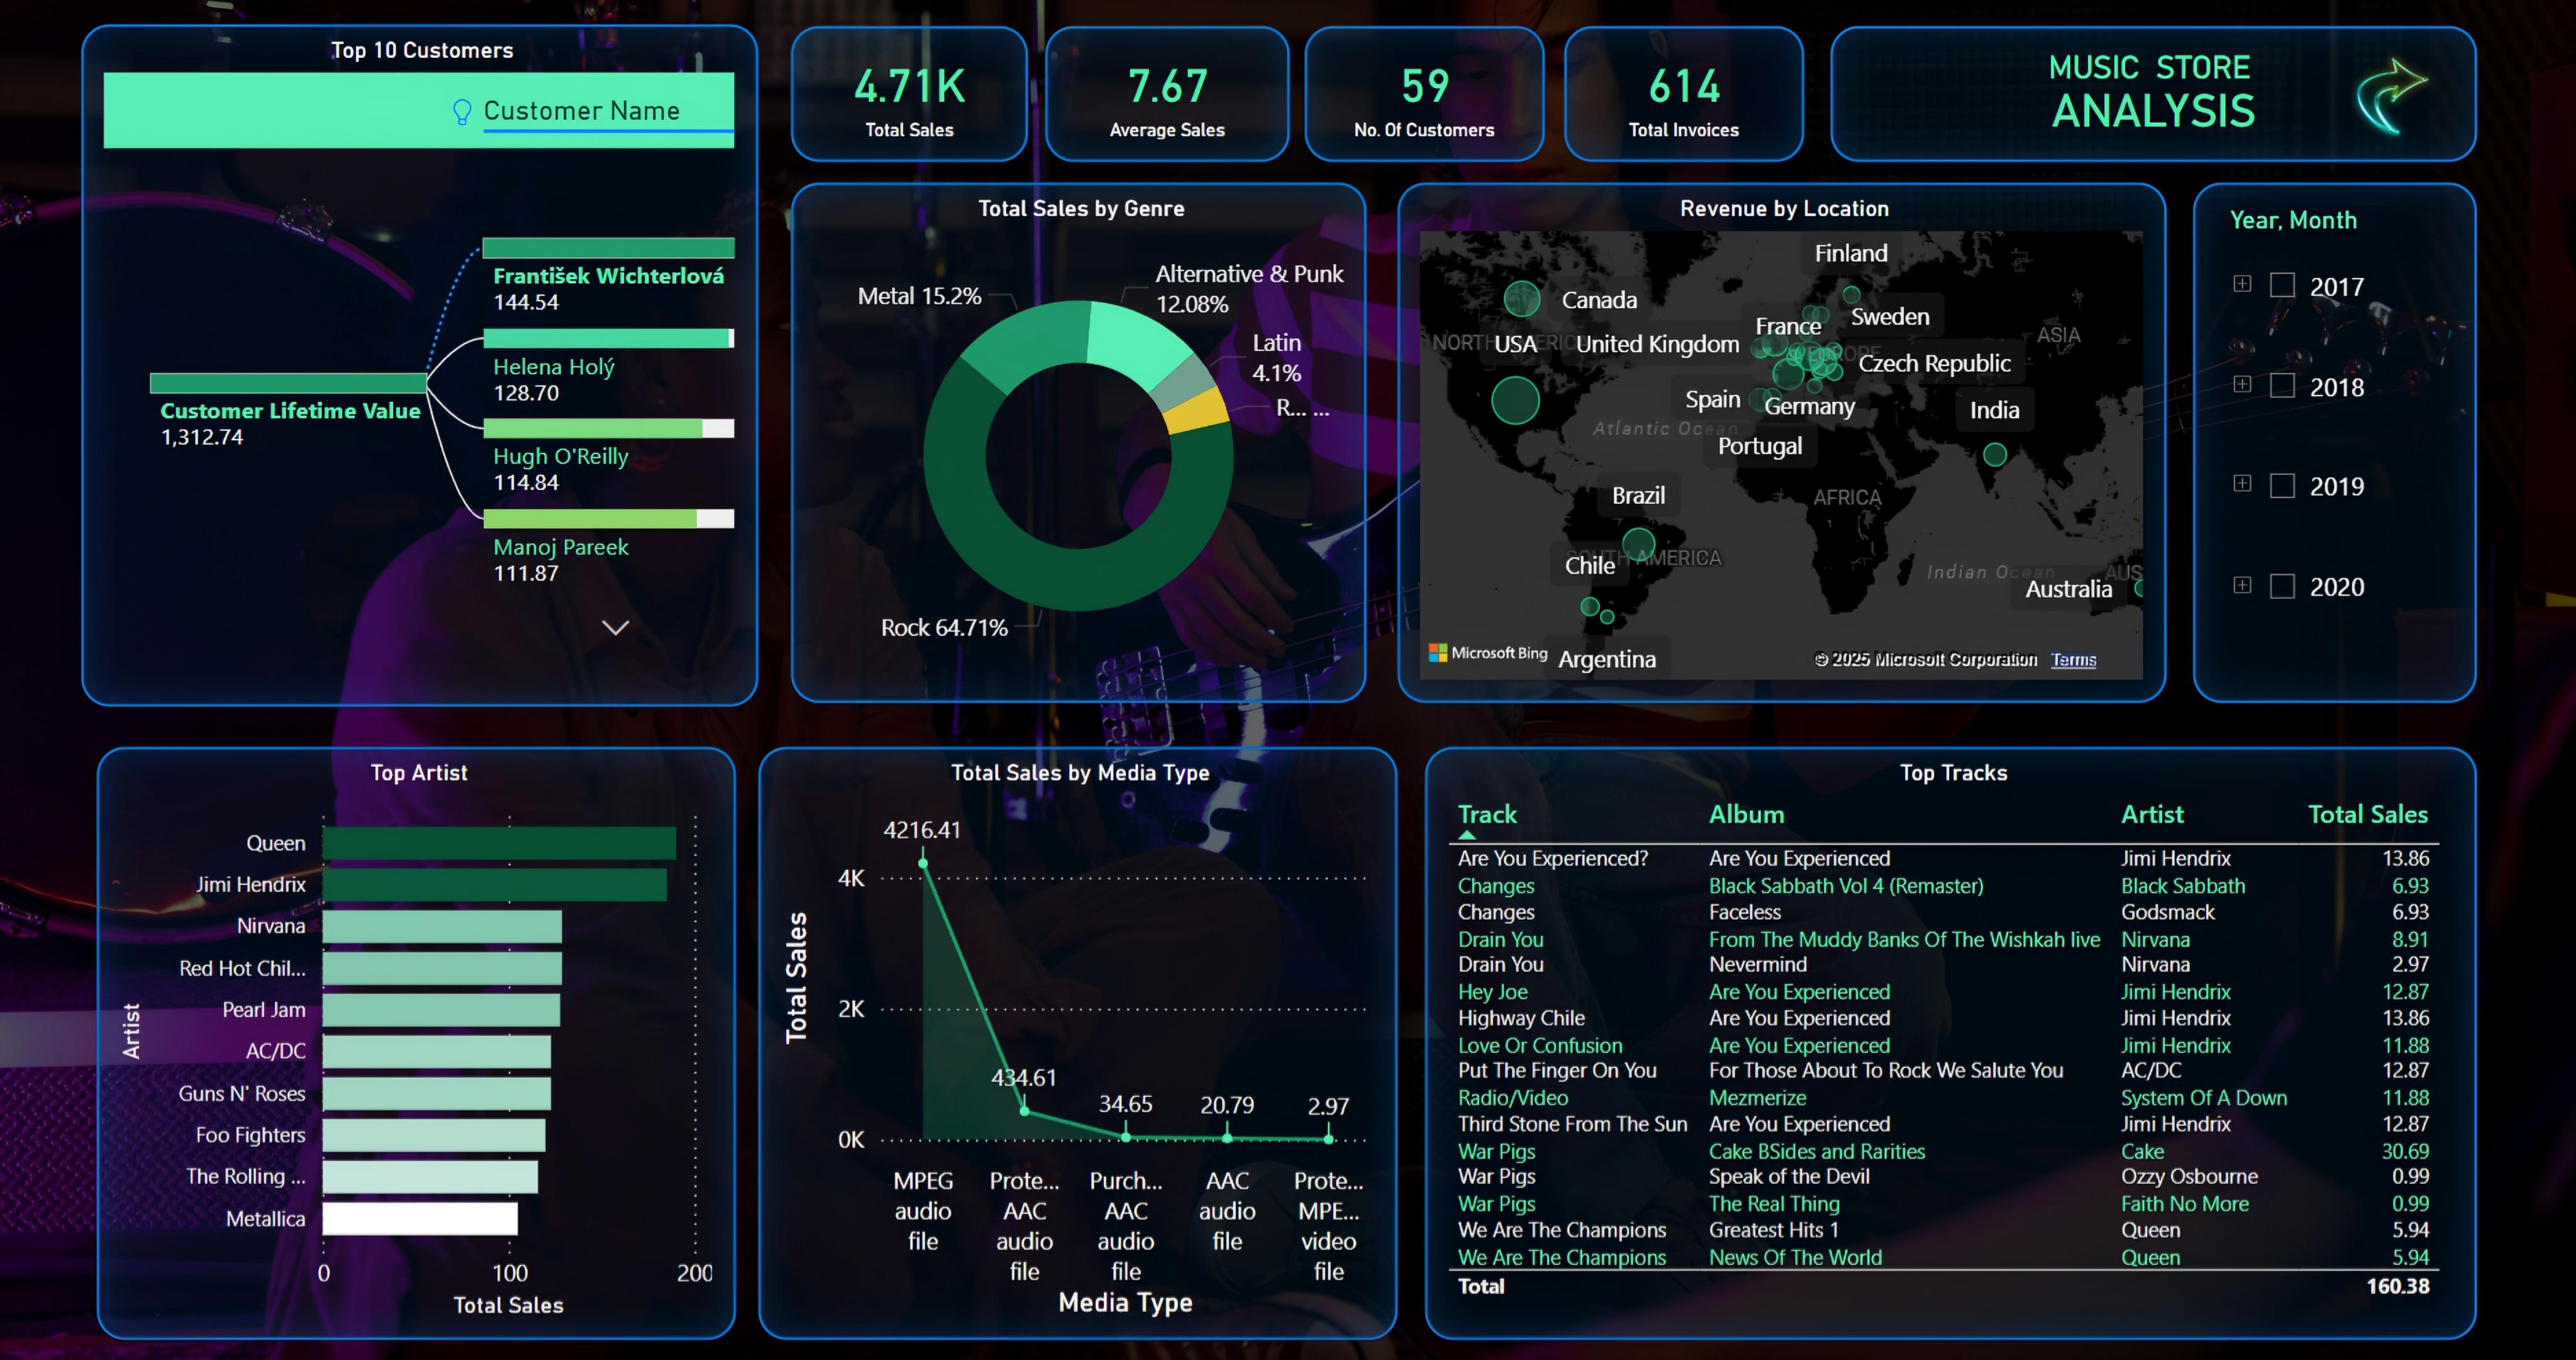 Top 10 Customers
Customer Name
František Wichterlová
144.54
Helena Holý
128.70
Customer Lifetime Value
1,312.74
Hugh O'Reilly
114.84
Manoj Pareek
111.87
4.71K
Total Sales
7.67
Average Sales
59
No. Of Customers
614
Total Invoices
MUSIC STORE
ANALYSIS
Total Sales by Genre
Metal 15.2%
Alternative & Punk
12.08%
Latin
4.1%
R... ...
Rock 64.71%
Revenue by Location
Finland
Canada
Sweden
France
NORTH AMERICA
USA
United Kingdom
ASIA
EUROPE
Czech Republic
Spain
Germany
India
Atlantic Ocean
Portugal
Brazil
AFRICA
SOUTH AMERICA
Chile
Indian Ocean
AUS
Australia
Microsoft Bing
Argentina
© 2025 Microsoft Corporation Terms
Year, Month
2017
2018
2019
2020
Top Artist
Artist
Queen
Jimi Hendrix
Nirvana
Red Hot Chil...
Pearl Jam
AC/DC
Guns N' Roses
Foo Fighters
The Rolling ...
Metallica
0 100 200
Total Sales
Total Sales by Media Type
Total Sales
4216.41
4K
2K
434.61
34.65
20.79
2.97
0K
MPEG audio file
Prote... AAC audio file
Purch... AAC audio file
AAC audio file
Prote... MPE... video file
Media Type
Top Tracks
Track Album Artist Total Sales
Are You Experienced? Are You Experienced Jimi Hendrix 13.86
Changes Black Sabbath Vol 4 (Remaster) Black Sabbath 6.93
Changes Faceless Godsmack 6.93
Drain You From The Muddy Banks Of The Wishkah live Nirvana 8.91
Drain You Nevermind Nirvana 2.97
Hey Joe Are You Experienced Jimi Hendrix 12.87
Highway Chile Are You Experienced Jimi Hendrix 13.86
Love Or Confusion Are You Experienced Jimi Hendrix 11.88
Put The Finger On You For Those About To Rock We Salute You AC/DC 12.87
Radio/Video Mezmerize System Of A Down 11.88
Third Stone From The Sun Are You Experienced Jimi Hendrix 12.87
War Pigs Cake BSides and Rarities Cake 30.69
War Pigs Speak of the Devil Ozzy Osbourne 0.99
War Pigs The Real Thing Faith No More 0.99
We Are The Champions Greatest Hits 1 Queen 5.94
We Are The Champions News Of The World Queen 5.94
Total 160.38